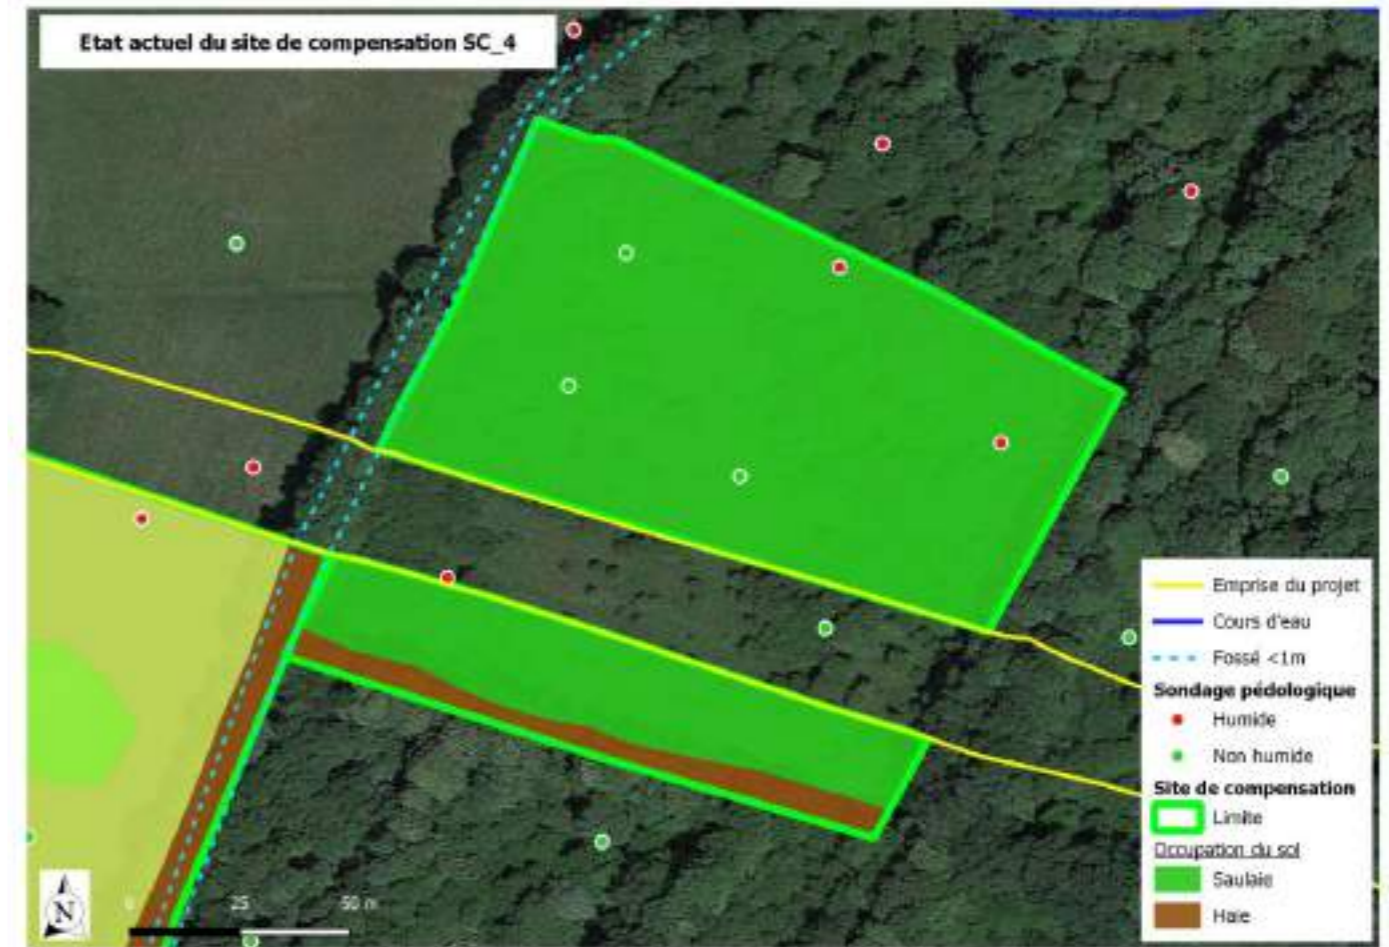 Etat actuel du site de compensation SC_4
Emprise du projet
Cours d'eau
Fossé <1m
Sondage pédologique
Humide
Non humide
Site de compensation
Limite
Occupation du sol
Saulaie
Haie
N
0 25 50 m